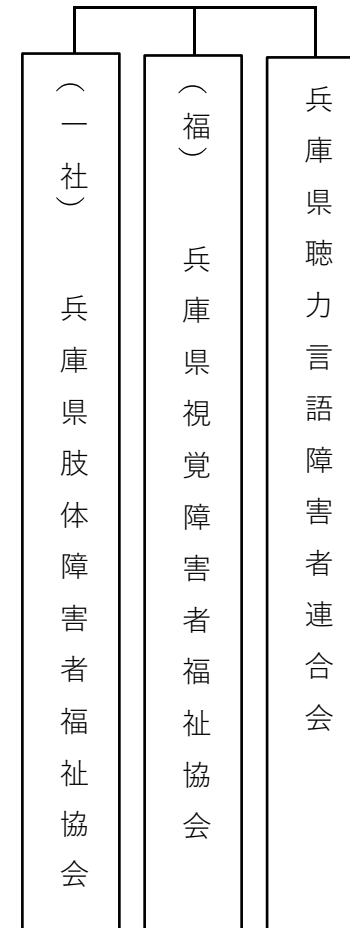 兵庫県聴力言語障害者連合会
（福）　兵庫県視覚障害者福祉協会
（一社）　兵庫県肢体障害者福祉協会